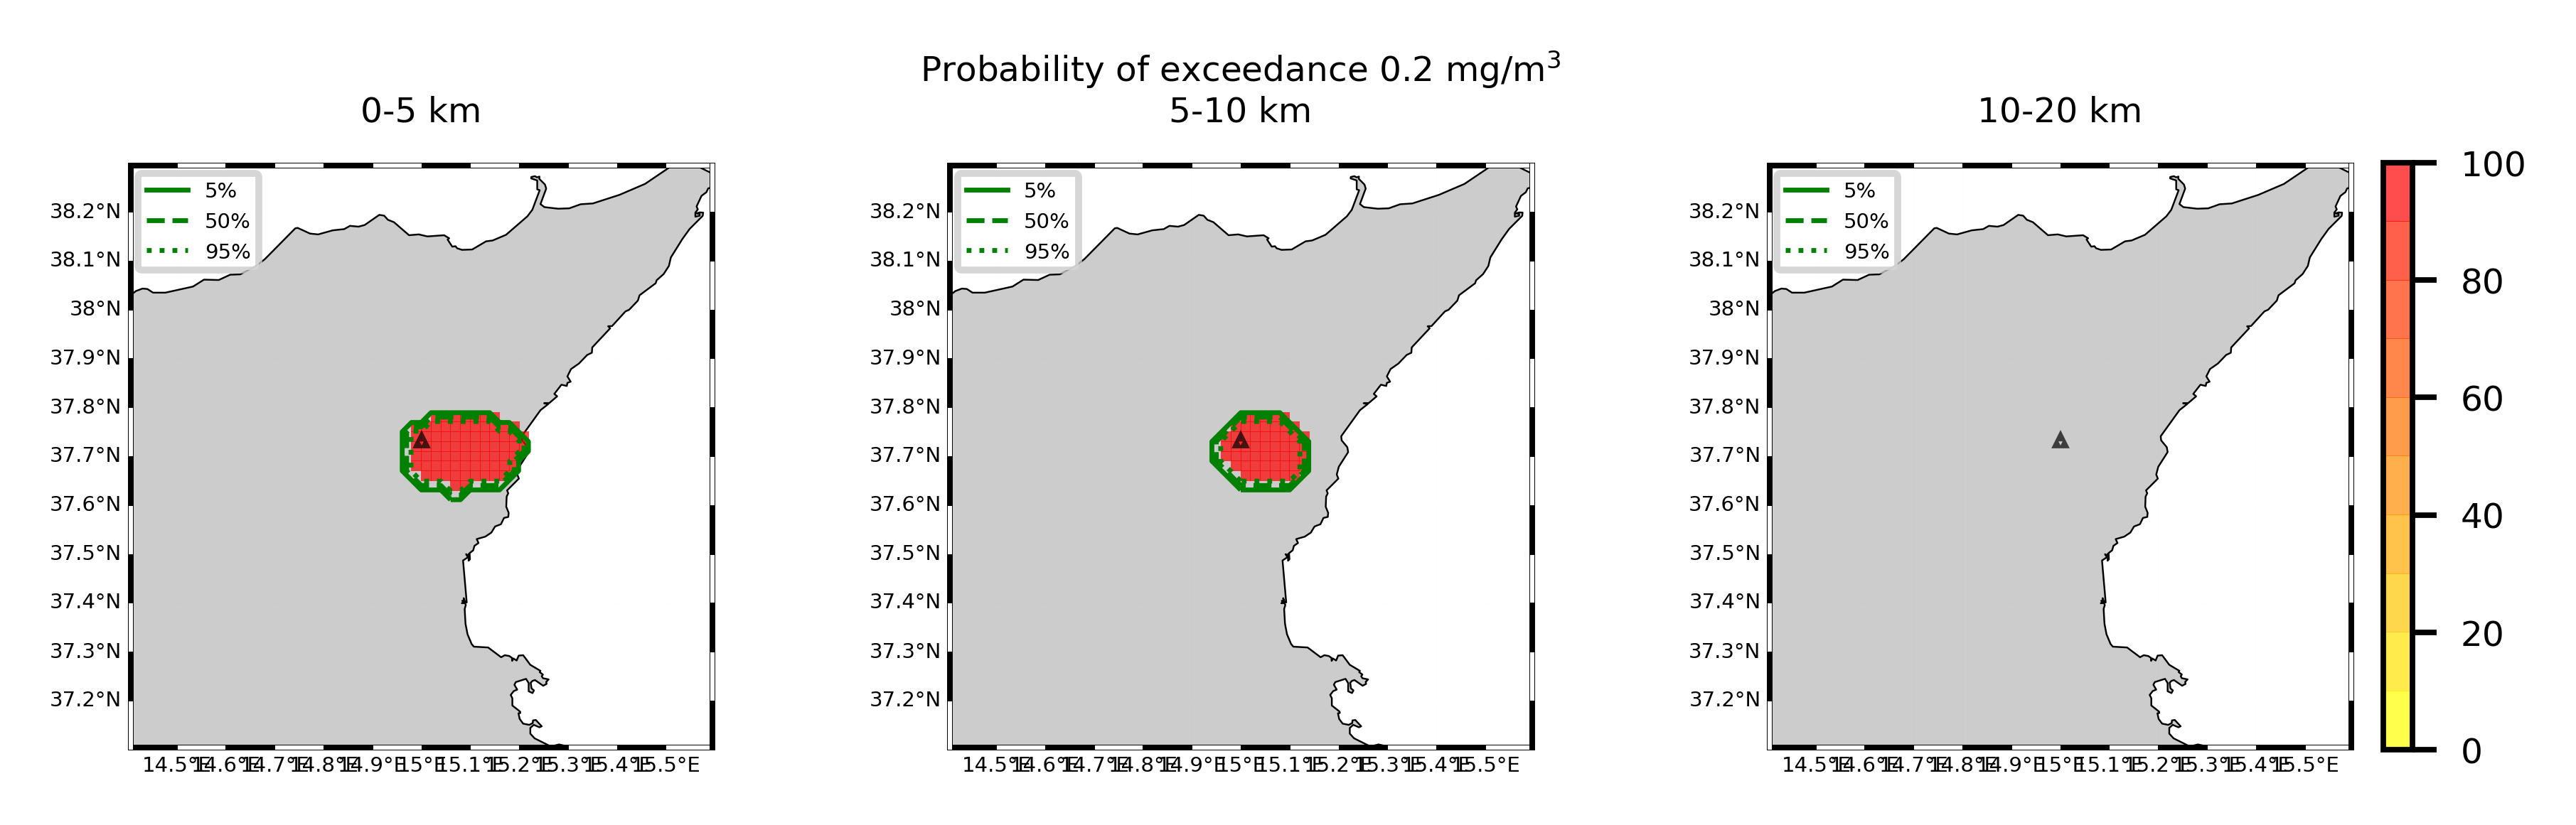 Probability of exceedance 0.2 mg/m³
0-5 km
5%
50%
95%
38.2°N
38.1°N
38°N
37.9°N
37.8°N
37.7°N
37.6°N
37.5°N
37.4°N
37.3°N
37.2°N
14.5°E 14.6°E 14.7°E 14.8°E 14.9°E 15°E 15.1°E 15.2°E 15.3°E 15.4°E 15.5°E
5-10 km
5%
50%
95%
38.2°N
38.1°N
38°N
37.9°N
37.8°N
37.7°N
37.6°N
37.5°N
37.4°N
37.3°N
37.2°N
14.5°E 14.6°E 14.7°E 14.8°E 14.9°E 15°E 15.1°E 15.2°E 15.3°E 15.4°E 15.5°E
10-20 km
5%
50%
95%
38.2°N
38.1°N
38°N
37.9°N
37.8°N
37.7°N
37.6°N
37.5°N
37.4°N
37.3°N
37.2°N
14.5°E 14.6°E 14.7°E 14.8°E 14.9°E 15°E 15.1°E 15.2°E 15.3°E 15.4°E 15.5°E
100
80
60
40
20
0